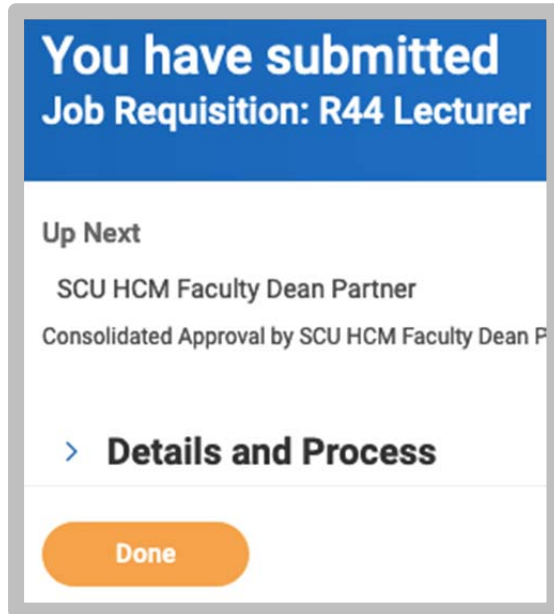 You have submitted
Job Requisition: R44 Lecturer
Up Next
SCU HCM Faculty Dean Partner
Consolidated Approval by SCU HCM Faculty Dean P
Details and Process
Done